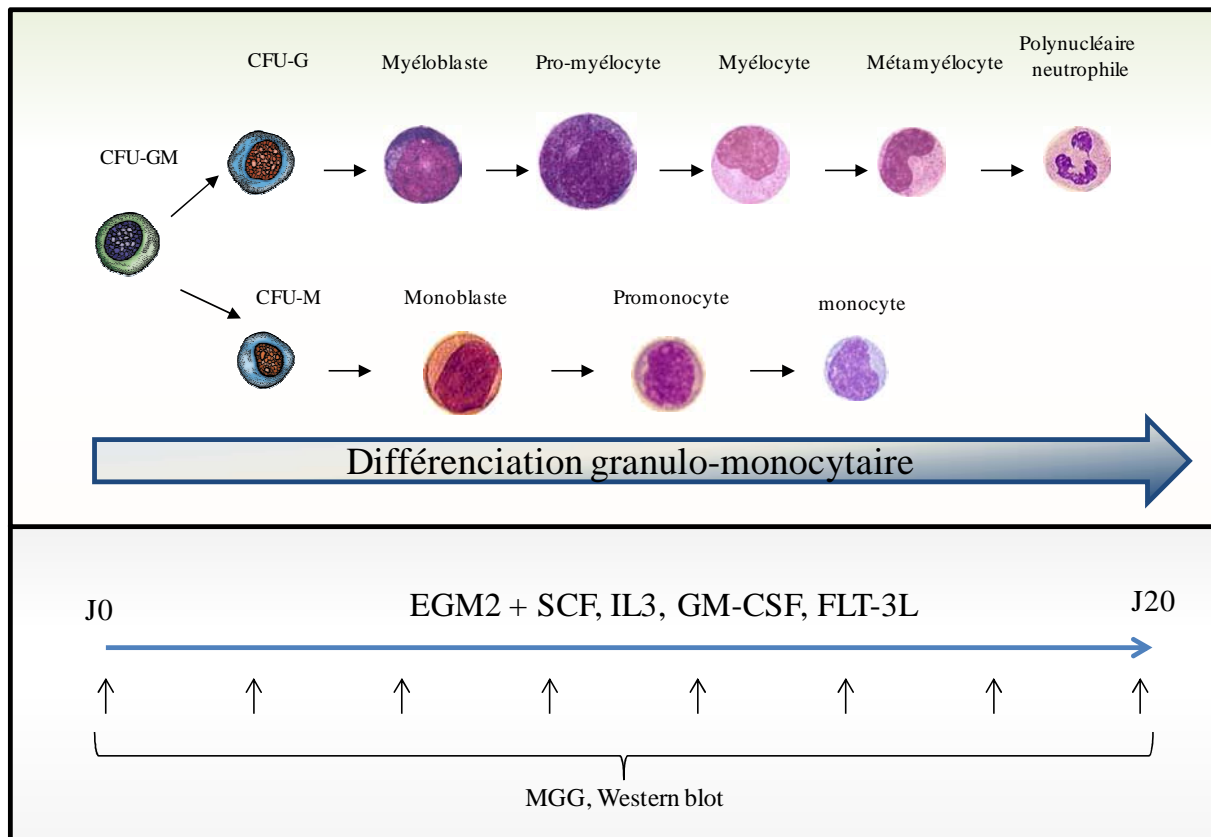 CFU-G
Myéloblaste
Pro-myélocyte
Myélocyte
Métamyélocyte
Polynucléaire
neutrophile
CFU-GM
CFU-M
Monoblaste
Promonocyte
monocyte
Différenciation granulo-monocytaire
J0
EGM2 + SCF, IL3, GM-CSF, FLT-3L
J20
MGG, Western blot